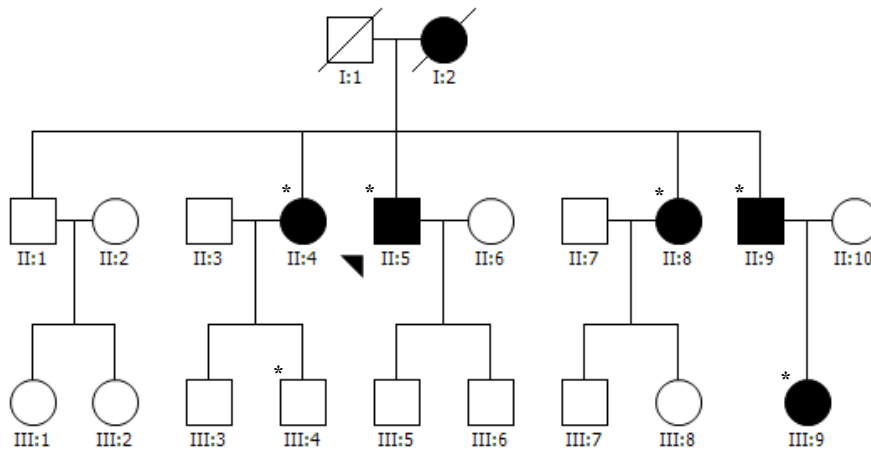 I:1 I:2
* * * *
II:1 II:2 II:3 II:4 II:5 II:6 II:7 II:8 II:9 II:10
* *
III:1 III:2 III:3 III:4 III:5 III:6 III:7 III:8 III:9